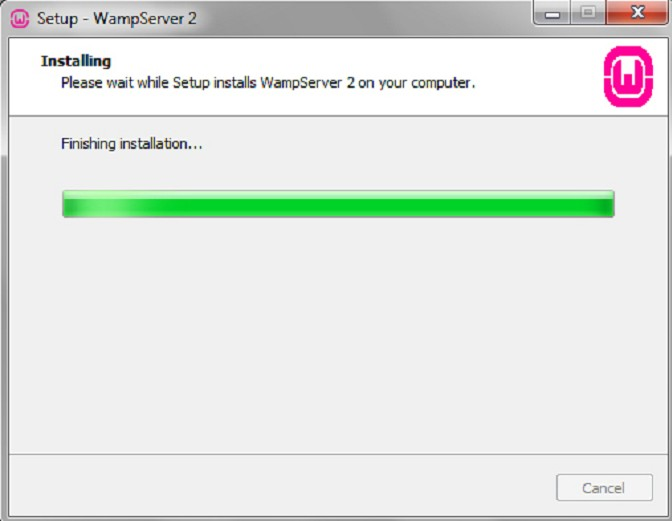 Setup - WampServer 2
Installing
Please wait while Setup installs WampServer 2 on your computer.
Finishing installation...
Cancel